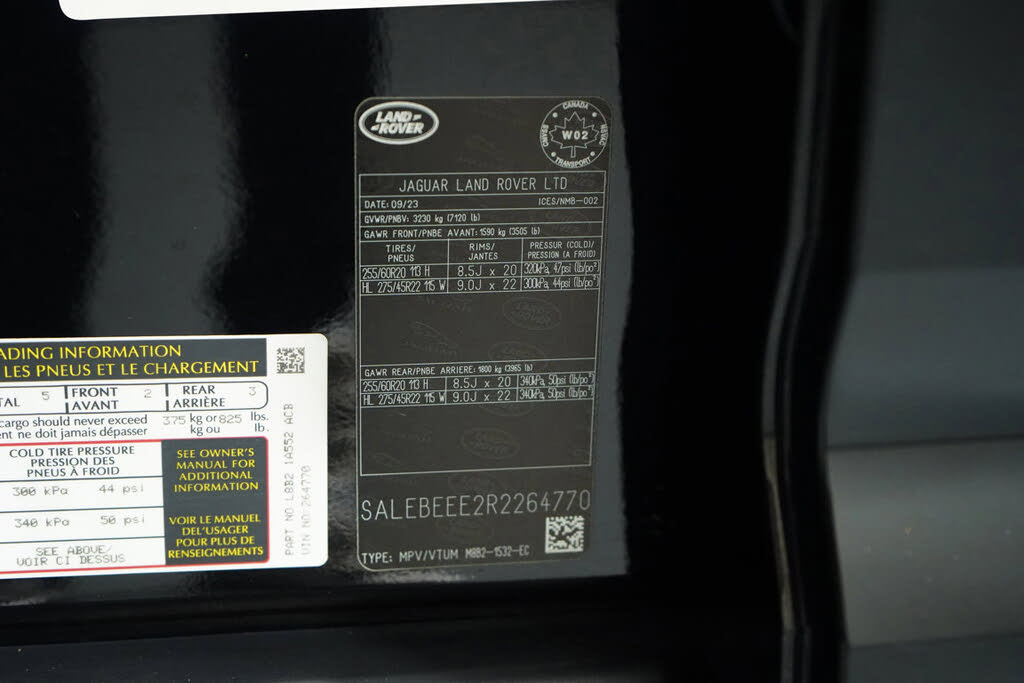 LAND-
-ROVER
CANADA
W02
TRANSPORT
JAGUAR LAND ROVER LTD
DATE: 09/23 ICES/NMB-002
GVWR/PNBV: 3230 kg (7120 lb)
GAWR FRONT/PNBE AVANT: 1590 kg (3505 lb)
TIRES/ PNEUS RIMS/ JANTES PRESSUR (COLD)/ PRESSION (A FROID)
255/60R20 113 H 8.5J x 20 320kPa, 47psi (lb/po²)
HL 275/45R22 115 W 9.0J x 22 300kPa, 44psi (lb/po²)
GAWR REAR/PNBE ARRIERE: 1800 kg (3965 lb)
255/60R20 113 H 8.5J x 20 340kPa, 50psi (lb/po²)
HL 275/45R22 115 W 9.0J x 22 340kPa, 50psi (lb/po²)
SALEBEEE2R2264770
TYPE: MPV/VTUM M8B2-1532-EC
ADING INFORMATION
LES PNEUS ET LE CHARGEMENT
TAL 5 FRONT AVANT 2 REAR ARRIÈRE 3
cargo should never exceed 375 kg or 825 lbs.
ent ne doit jamais dépasser kg ou lb.
COLD TIRE PRESSURE
PRESSION DES
PNEUS À FROID
300 kPa 44 psi
340 kPa 50 psi
SEE ABOVE/
VOIR CI DESSUS
SEE OWNER'S
MANUAL FOR
ADDITIONAL
INFORMATION
VOIR LE MANUEL
DEL'USAGER
POUR PLUS DE
RENSEIGNEMENTS
PART NO L8B2 1A552 ACB
VIN NO:264770